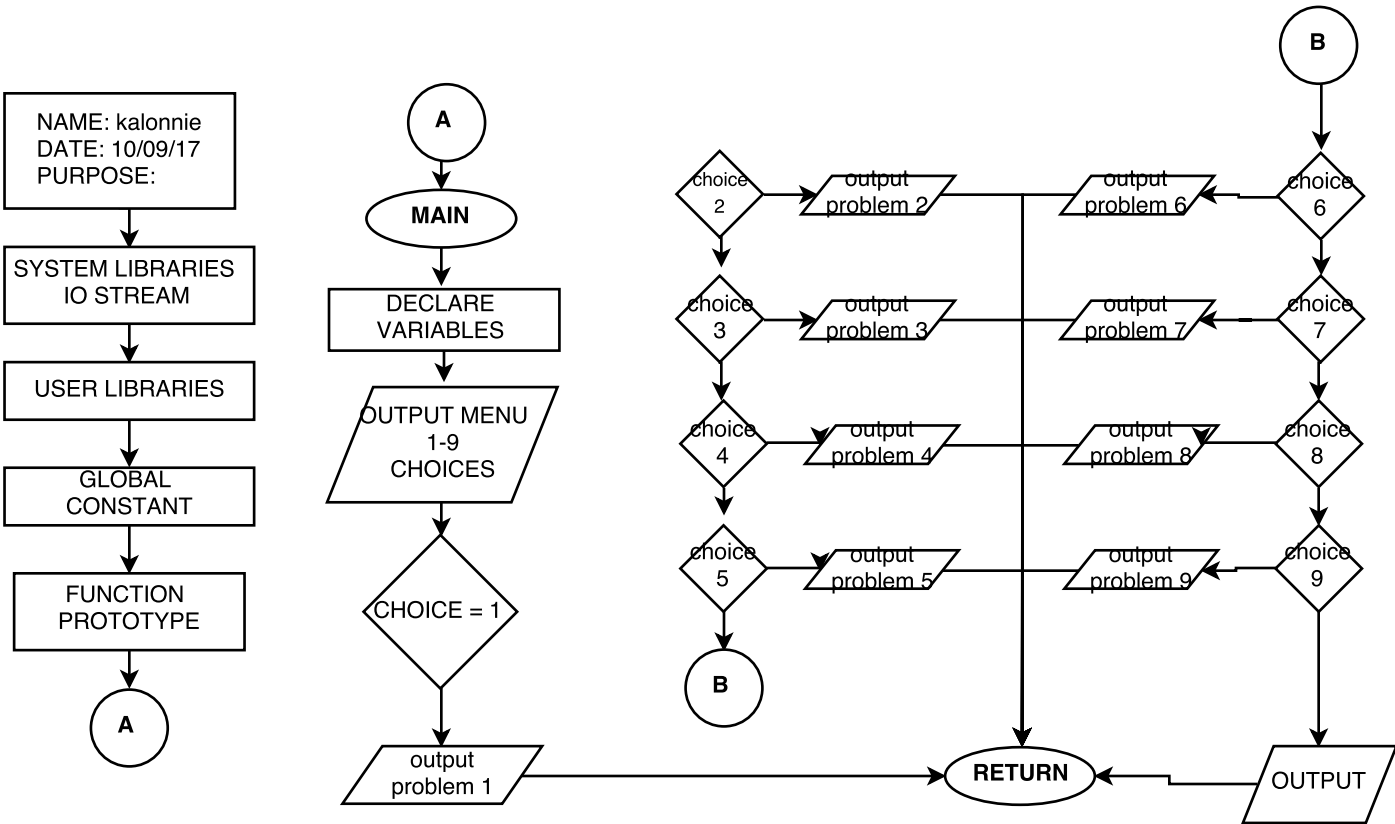 NAME: kalonnie
DATE: 10/09/17
PURPOSE:
SYSTEM LIBRARIES
IO STREAM
USER LIBRARIES
GLOBAL
CONSTANT
FUNCTION
PROTOTYPE
A
A
MAIN
DECLARE
VARIABLES
OUTPUT MENU
1-9
CHOICES
CHOICE = 1
output
problem 1
choice
2
output
problem 2
choice
3
output
problem 3
choice
4
output
problem 4
choice
5
output
problem 5
B
B
choice
6
output
problem 6
choice
7
output
problem 7
choice
8
output
problem 8
choice
9
output
problem 9
OUTPUT
RETURN